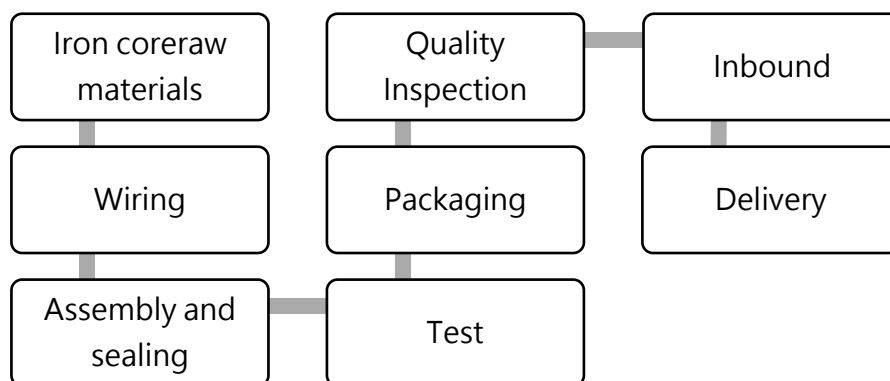 Iron coreraw
materials
Wiring
Assembly and
sealing
Test
Packaging
Quality
Inspection
Inbound
Delivery